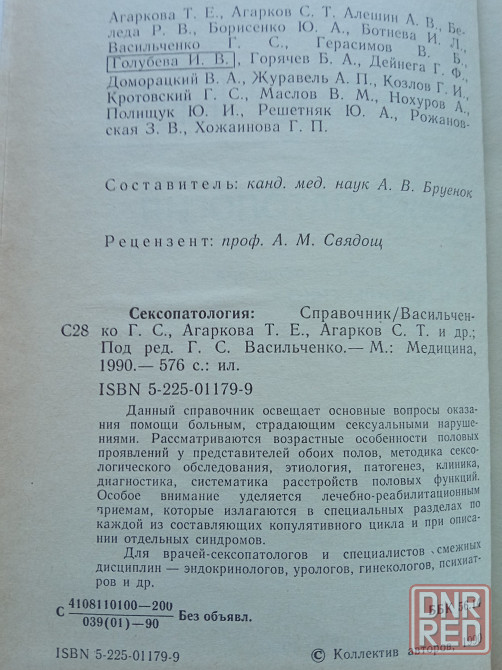 Агаркова Т. Е., Агарков С. Т. Алешин А. В., Бе-
леда Р. В., Борисенко Ю. А., Ботнева И. Л.,
Васильченко Г. С., Герасимов В. Б.,
Голубева И. В., Горячев Б. А., Дейнега Г. Ф.,
Доморацкий В. А., Журавель А. П., Козлов Г. И.,
Кротовский Г. С., Маслов В. М., Нохуров А.,
Полищук Ю. И., Решетняк Ю. А., Рожанов-
ская З. В., Хожаинова Г. П.
Составитель: канд. мед. наук А. В. Бруенок
Рецензент: проф. А. М. Свядощ
Сексопатология: Справочник/Васильчен-
С28 ко Г. С., Агаркова Т. Е., Агарков С. Т. и др.;
Под ред. Г. С. Васильченко.— М.: Медицина,
1990.— 576 с.: ил.
ISBN 5-225-01179-9
Данный справочник освещает основные вопросы оказа-
ния помощи больным, страдающим сексуальными наруше-
ниями. Рассматриваются возрастные особенности половых
проявлений у представителей обоих полов, методика сексо-
логического обследования, этиология, патогенез, клиника,
диагностика, систематика расстройств половых функций.
Особое внимание уделяется лечебно-реабилитационным
приемам, которые излагаются в специальных разделах по
каждой из составляющих копулятивного цикла и при описа-
нии отдельных синдромов.
Для врачей-сексопатологов и специалистов смежных
дисциплин — эндокринологов, урологов, гинекологов, психиат-
ров и др.
С 4108110100—200
039(01)—90 Без объявл.
ББК
ISBN 5-225-01179-9
© Коллектив авторов, 1990
DNR
RED